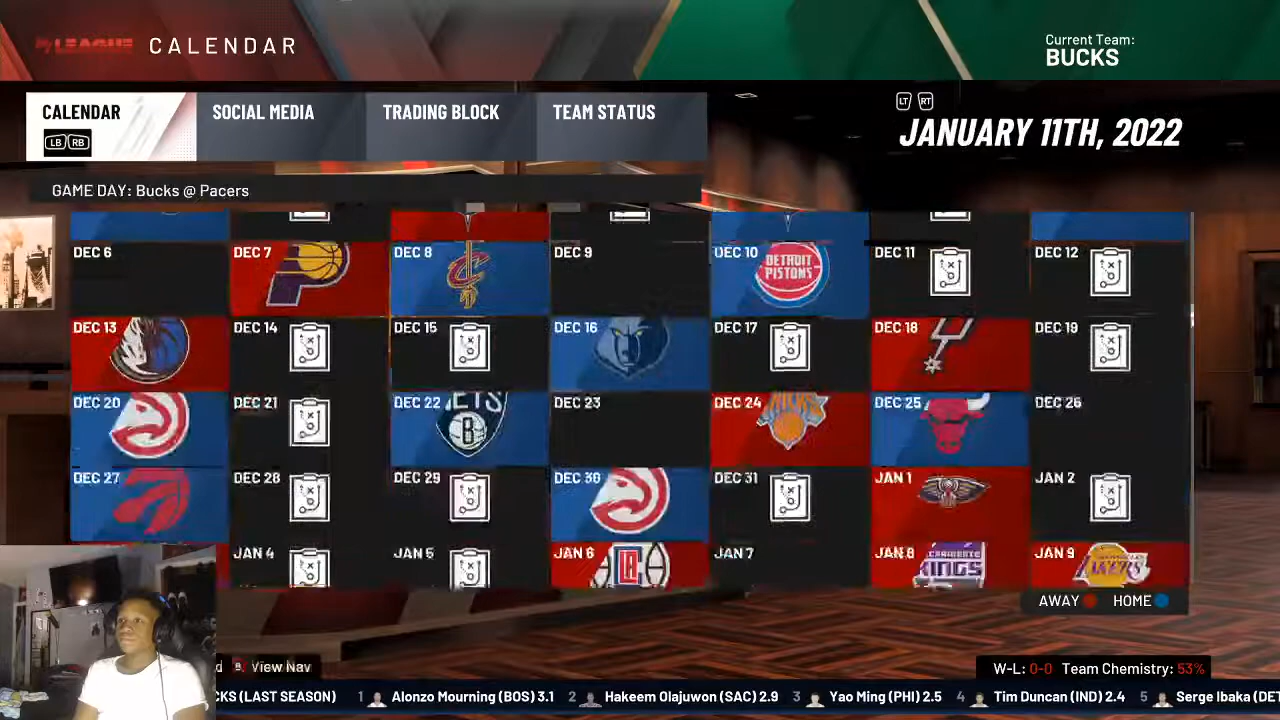 MyLEAGUE CALENDAR
Current Team:
BUCKS
CALENDAR
LB RB
SOCIAL MEDIA
TRADING BLOCK
TEAM STATUS
LT RT
JANUARY 11TH, 2022
GAME DAY: Bucks @ Pacers
DEC 6 DEC 7 DEC 8 DEC 9 DEC 10 DETROIT PISTONS DEC 11 DEC 12
DEC 13 DEC 14 DEC 15 DEC 16 DEC 17 DEC 18 DEC 19
DEC 20 DEC 21 DEC 22 NETS B DEC 23 DEC 24 KNICKS DEC 25 DEC 26
DEC 27 DEC 28 DEC 29 DEC 30 DEC 31 JAN 1 JAN 2
JAN 4 JAN 5 JAN 6 JAN 7 JAN 8 SACRAMENTO KINGS JAN 9 LAKERS
AWAY HOME
d B View Nav
W-L: 0-0 Team Chemistry: 53%
CKS (LAST SEASON) 1 Alonzo Mourning (BOS) 3.1 2 Hakeem Olajuwon (SAC) 2.9 3 Yao Ming (PHI) 2.5 4 Tim Duncan (IND) 2.4 5 Serge Ibaka (DET